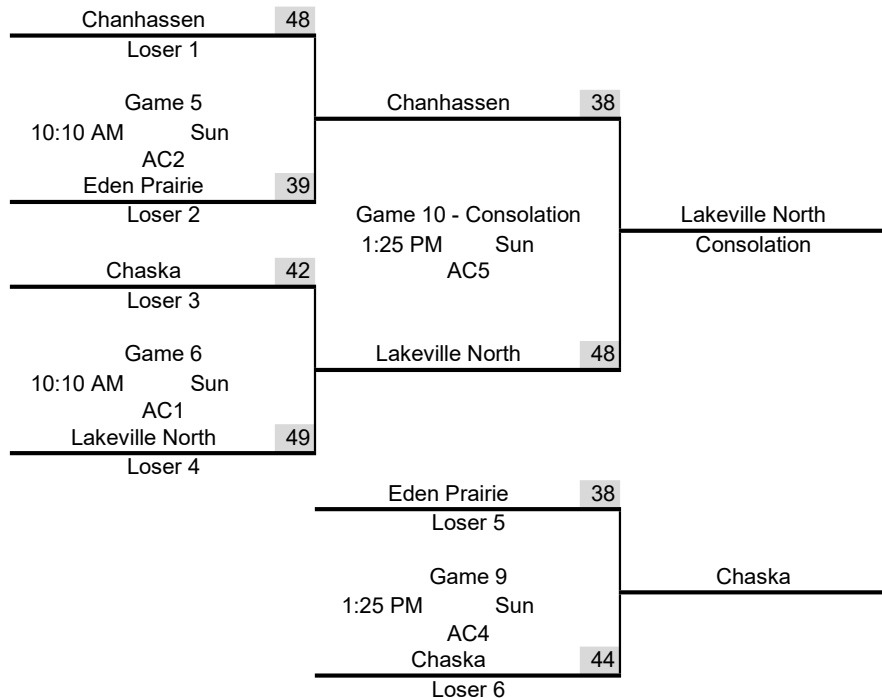 Chanhassen 48
Loser 1
Game 5
10:10 AM Sun
AC2
Eden Prairie 39
Loser 2
Chaska 42
Loser 3
Game 6
10:10 AM Sun
AC1
Lakeville North 49
Loser 4
Chanhassen 38
Game 10 - Consolation
1:25 PM Sun
AC5
Lakeville North 48
Lakeville North
Consolation
Eden Prairie 38
Loser 5
Game 9
1:25 PM Sun
AC4
Chaska 44
Loser 6
Chaska